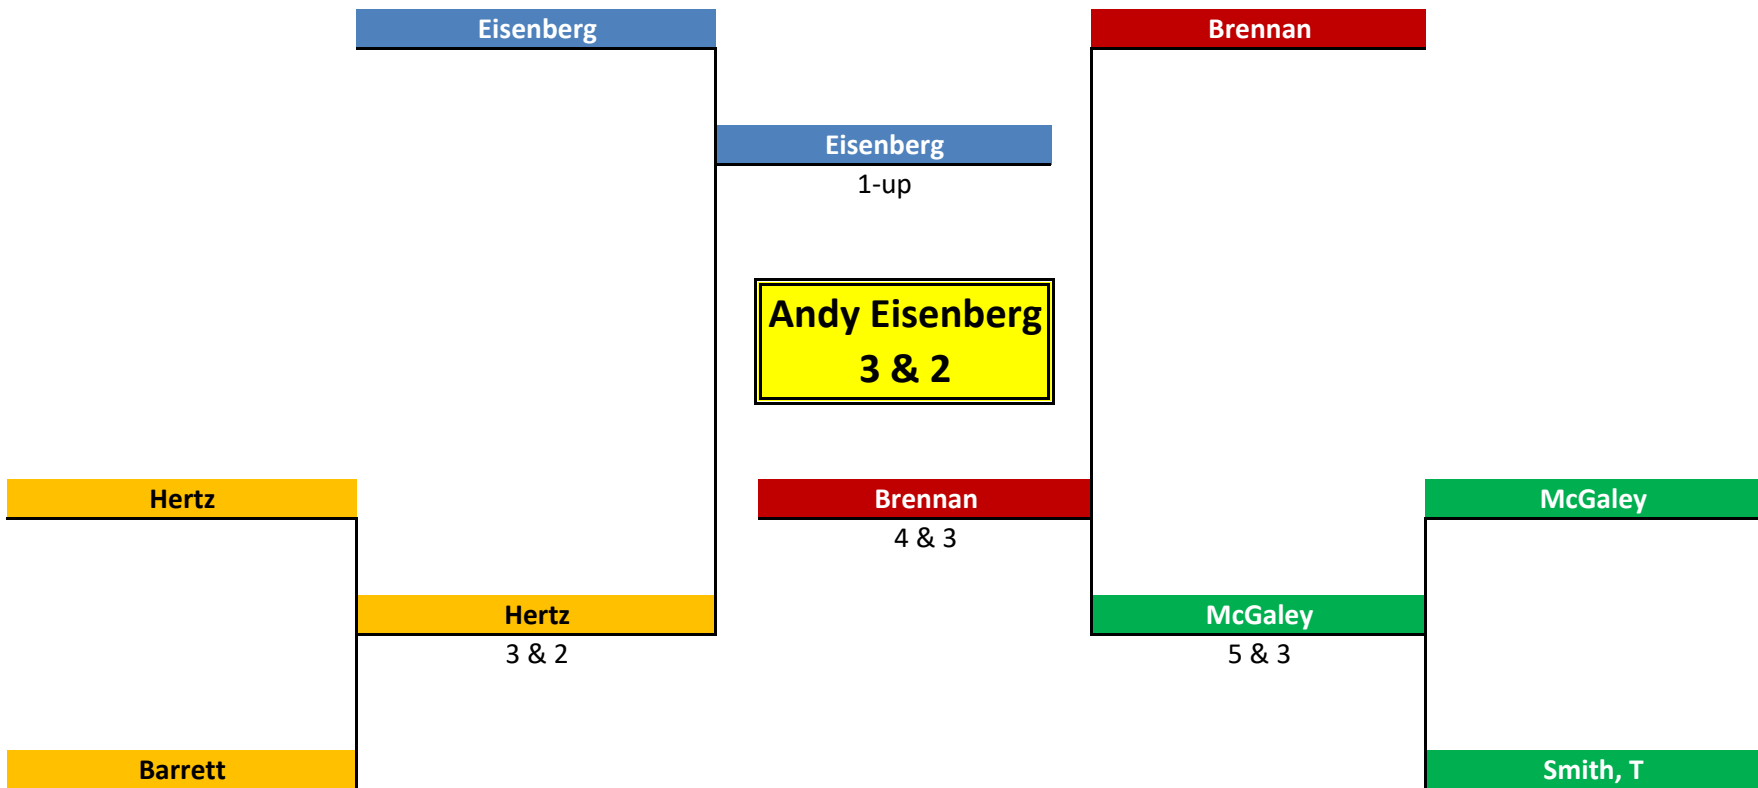 Eisenberg
Brennan
Eisenberg
1-up
Andy Eisenberg
3 & 2
Hertz
Brennan
McGaley
4 & 3
Hertz
McGaley
3 & 2
5 & 3
Barrett
Smith, T